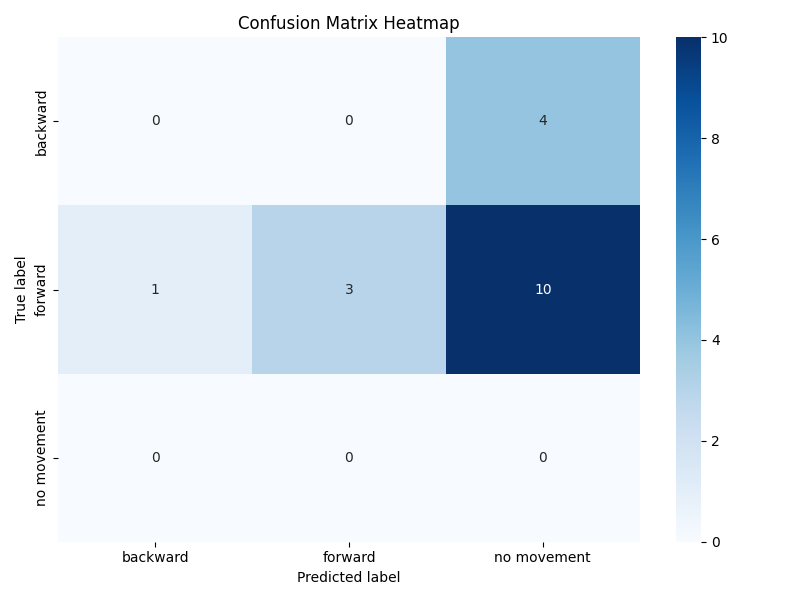 Confusion Matrix Heatmap
True label
backward
0 0 4
forward
1 3 10
no movement
0 0 0
backward forward no movement
Predicted label
10
8
6
4
2
0